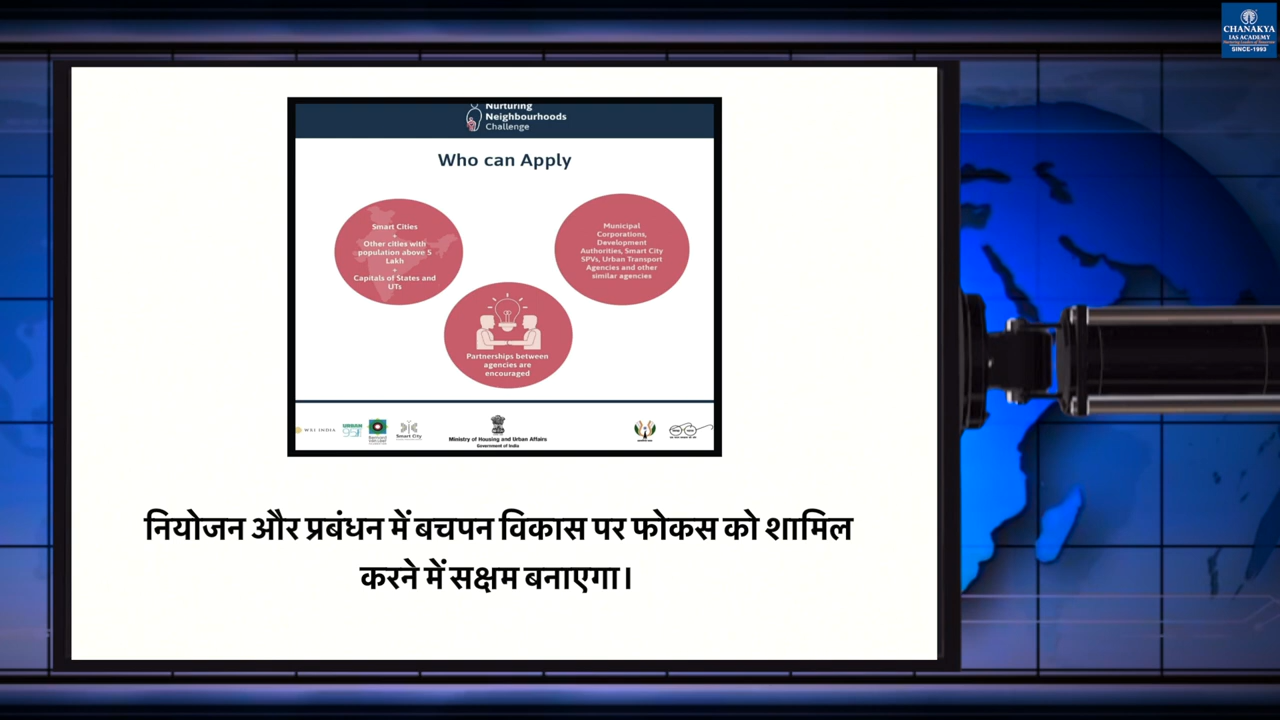 CHANAKYA
IAS ACADEMY
SINCE-1993
Nurturing
Neighbourhoods
Challenge
Who can Apply
Smart Cities
+
Other cities with
population above 5
Lakh
+
Capitals of States and
UTs
Municipal
Corporations,
Development
Authorities, Smart City
SPVs, Urban Transport
Agencies and other
similar agencies
Partnerships between
agencies are
encouraged
WRI INDIA
URBAN
Smart City
Ministry of Housing and Urban Affairs
Government of India
नियोजन और प्रबंधन में बचपन विकास पर फोकस को शामिल
करने में सक्षम बनाएगा।